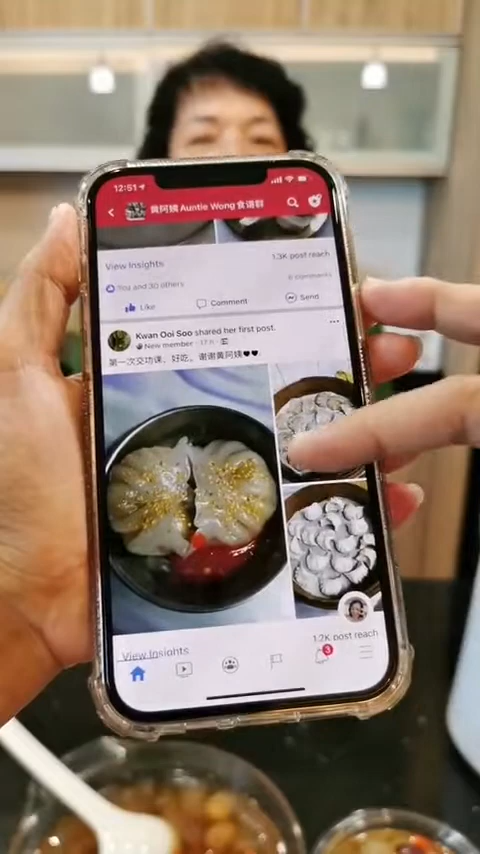 12:51
黄阿姨 Auntie Wong 食谱群
View Insights
1.3K post reach
You and 30 others
6 comments
Like
Comment
Send
Kwan Ooi Soo shared her first post.
New member · 17 h
第一次交功课、好吃。谢谢黄阿姨🖤🖤
View Insights
1.2K post reach
3